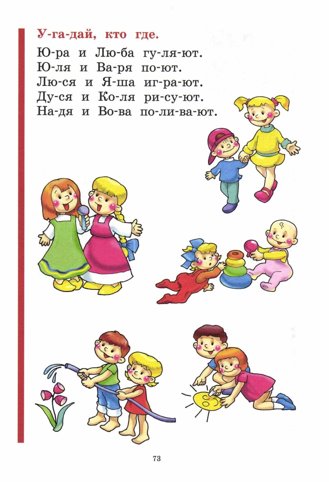 У-га-дай, кто где.
Ю-ра и Лю-ба гу-ля-ют.
Ю-ля и Ва-ря по-ют.
Лю-ся и Я-ша иг-ра-ют.
Ду-ся и Ко-ля ри-су-ют.
На-дя и Во-ва по-ли-ва-ют.
73